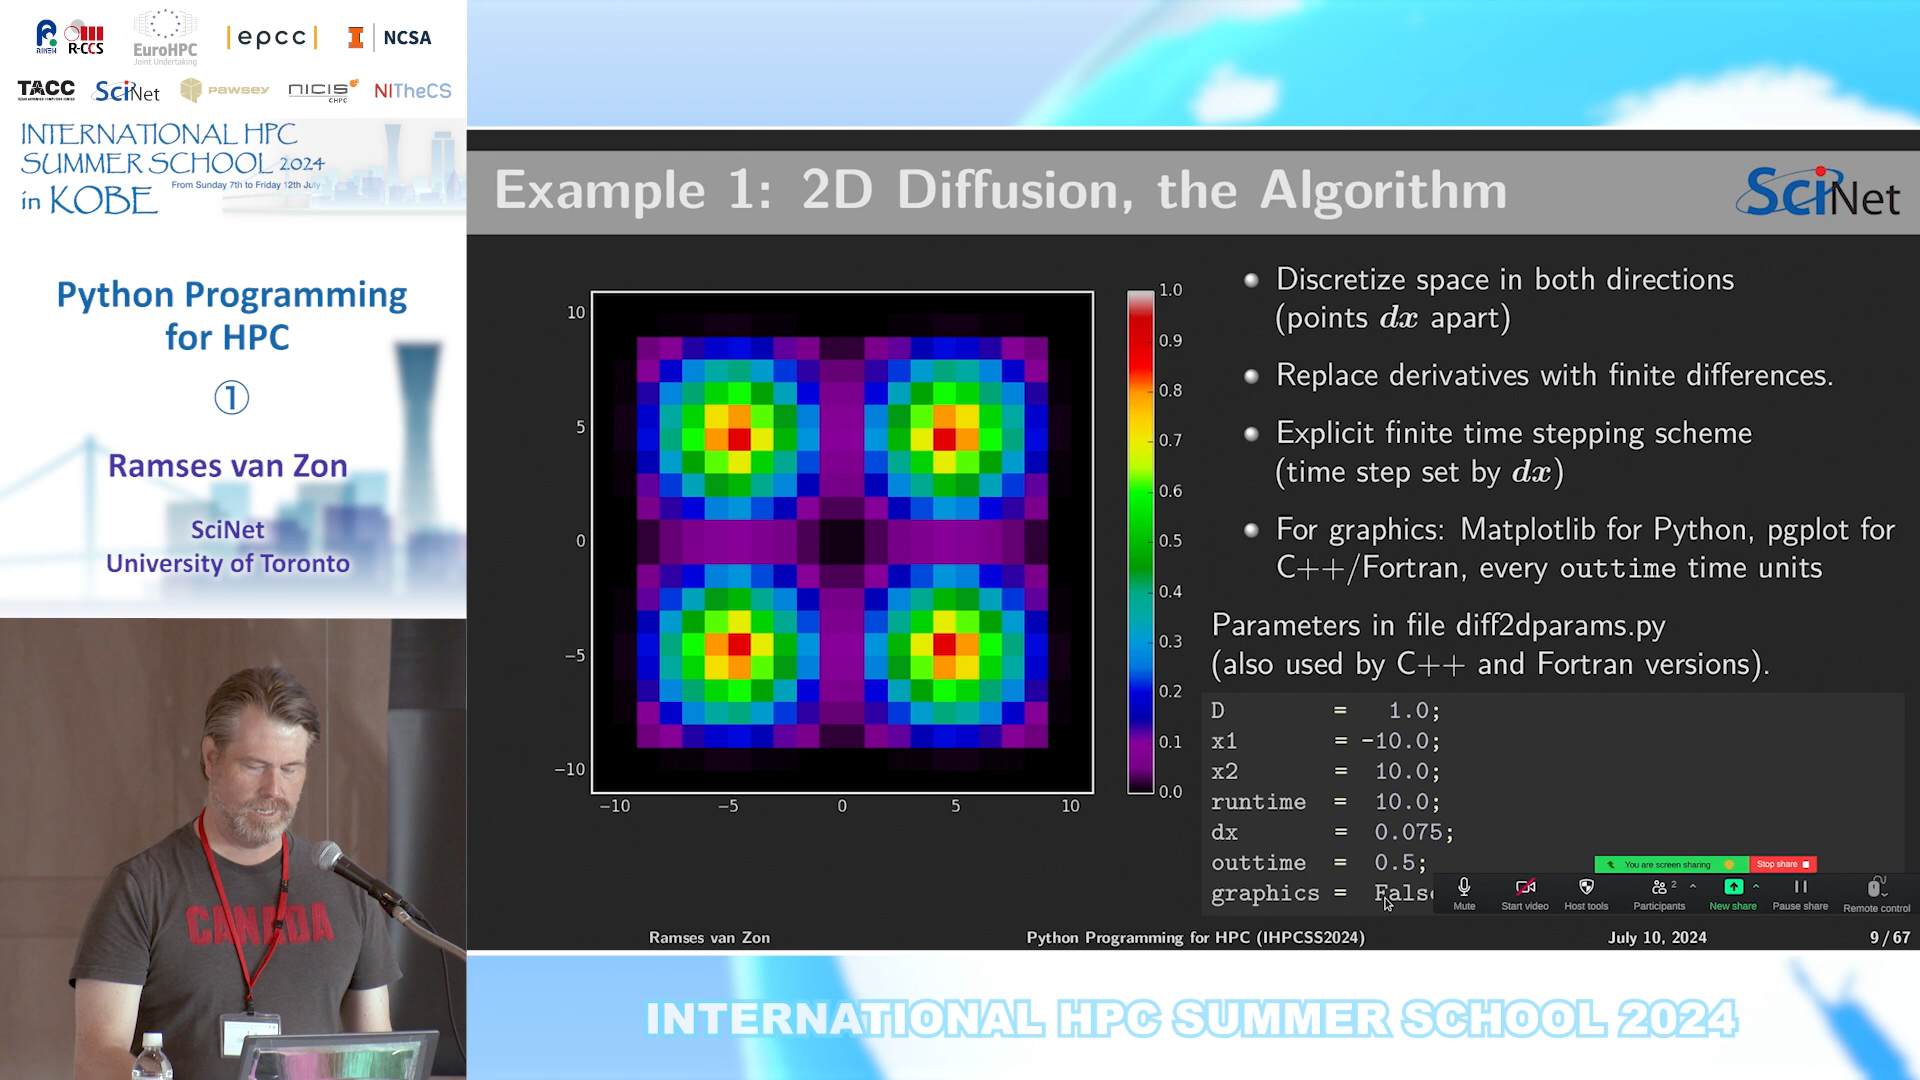 RIKEN
R-CCS
EuroHPC
Joint Undertaking
epcc
NCSA
TACC
SciNet
PAWSEY
NICIS
CHPC
NITheCS
INTERNATIONAL HPC
SUMMER SCHOOL 2024
in KOBE
From Sunday 7th to Friday 12th July
Python Programming
for HPC
①
Ramses van Zon
SciNet
University of Toronto
CANADA
Example 1: 2D Diffusion, the Algorithm
SciNet
10
5
0
−5
−10
−10
−5
0
5
10
1.0
0.9
0.8
0.7
0.6
0.5
0.4
0.3
0.2
0.1
0.0
Discretize space in both directions
(points dx apart)
Replace derivatives with finite differences.
Explicit finite time stepping scheme
(time step set by dx)
For graphics: Matplotlib for Python, pgplot for
C++/Fortran, every outtime time units
Parameters in file diff2dparams.py
(also used by C++ and Fortran versions).
D = 1.0;
x1 = -10.0;
x2 = 10.0;
runtime = 10.0;
dx = 0.075;
outtime = 0.5;
graphics = False
You are screen sharing
Stop share
Mute
Start video
Host tools
Participants
2
New share
Pause share
Remote control
Ramses van Zon
Python Programming for HPC (IHPCSS2024)
July 10, 2024
9 / 67
INTERNATIONAL HPC SUMMER SCHOOL 2024